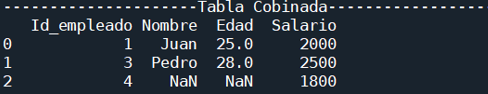 --------------------Tabla Cobinada-----------------
Id_empleado Nombre Edad Salario
0 1 Juan 25.0 2000
1 3 Pedro 28.0 2500
2 4 NaN NaN 1800